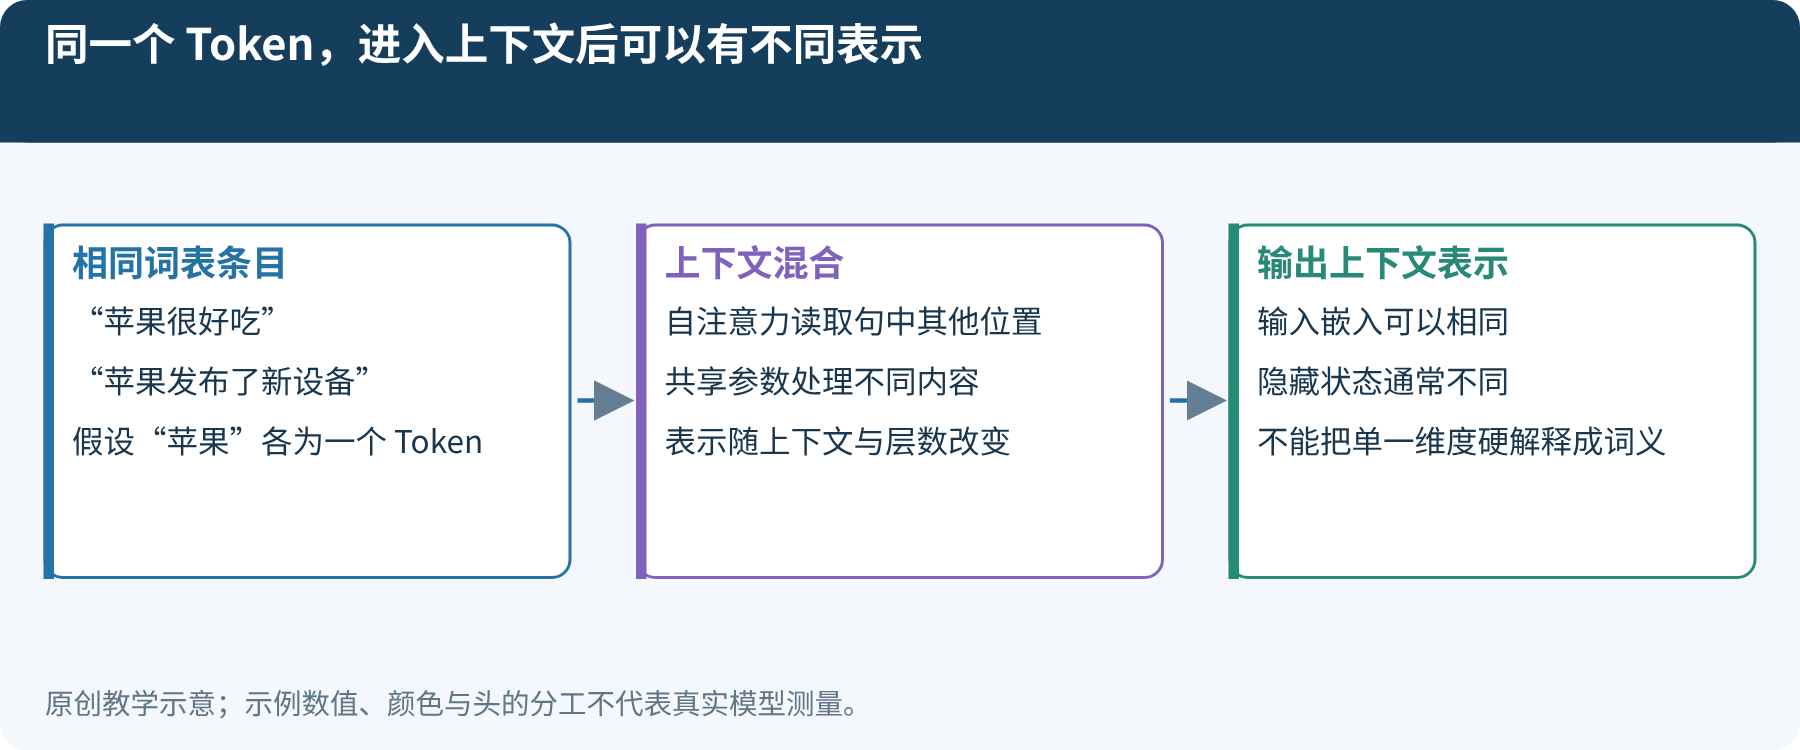 同一个 Token，进入上下文后可以有不同表示
相同词表条目
“苹果很好吃”
“苹果发布了新设备”
假设“苹果”各为一个 Token
上下文混合
自注意力读取句中其他位置
共享参数处理不同内容
表示随上下文与层数改变
输出上下文表示
输入嵌入可以相同
隐藏状态通常不同
不能把单一维度硬解释成词义
原创教学示意；示例数值、颜色与头的分工不代表真实模型测量。